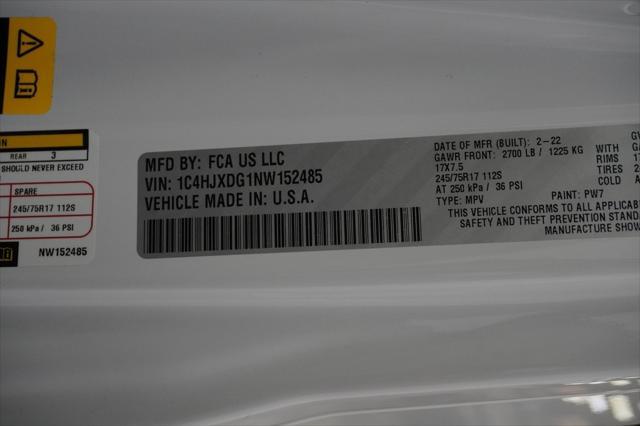 IN
REAR 3
SHOULD NEVER EXCEED
SPARE
245/75R17 112S
250 kPa / 36 PSI
NW152485
MFD BY: FCA US LLC
VIN: 1C4HJXDG1NW152485
VEHICLE MADE IN: U.S.A.
DATE OF MFR (BUILT): 2-22
GAWR FRONT: 2700 LB / 1225 KG WITH
17X7.5 RIMS
245/75R17 112S TIRES
AT 250 kPa / 36 PSI COLD
TYPE: MPV PAINT: PW7
THIS VEHICLE CONFORMS TO ALL APPLICAB
SAFETY AND THEFT PREVENTION STAN
MANUFACTURE SHOW